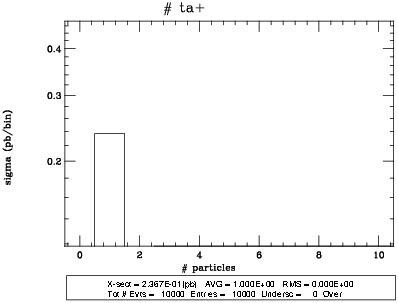 # ta+
0.4
0.3
0.2
sigma (pb/bin)
0 2 4 6 8 10
# particles
X-sect = 2.367E-01(pb) AVG = 1.000E+00 RMS = 0.000E+00
Tot # Evts = 10000 Entries = 10000 Undersc = 0 Over